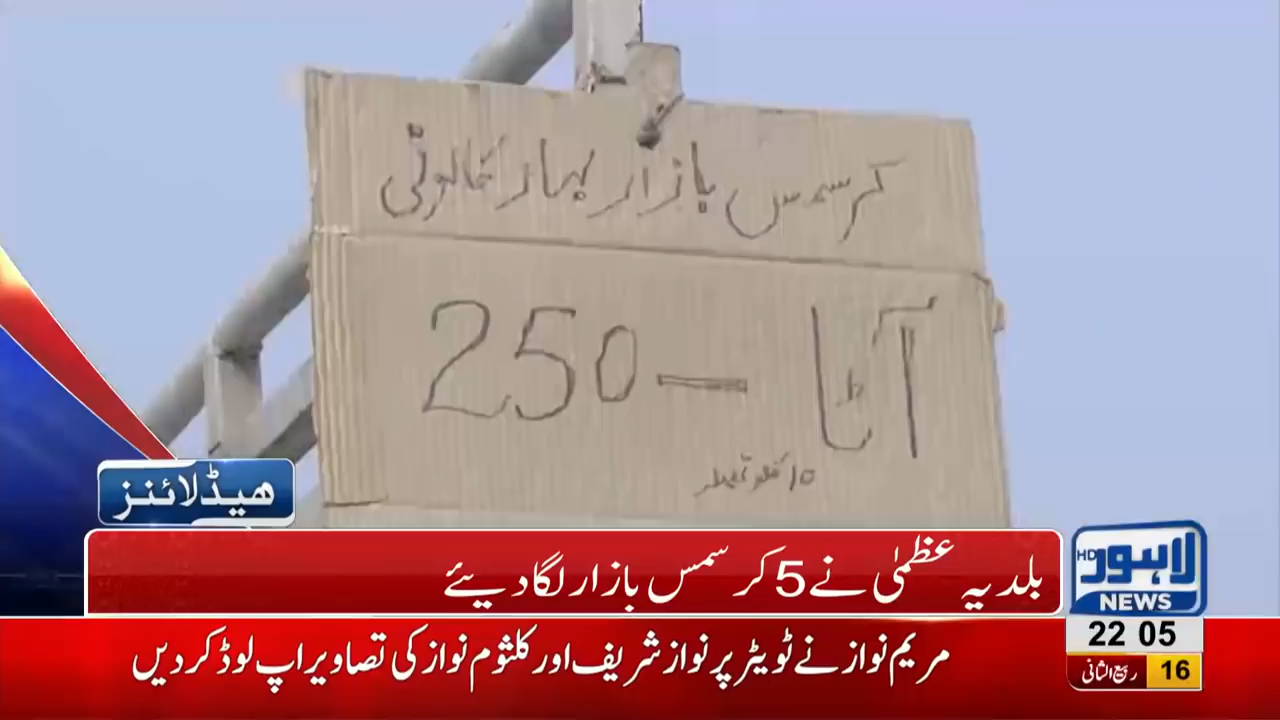 کرسمس بازار بہار کالونی
آٹا — 250
10 کلو تھیلہ
ھیڈلائنز
بلدیہ عظمیٰ نے 5 کرسمس بازار لگا دیئے
مریم نواز نے ٹویٹر پر نواز شریف اور کلثوم نواز کی تصاویر اپ لوڈ کر دیں
لاہور HD
NEWS
22 05
16 ربیع الثانی